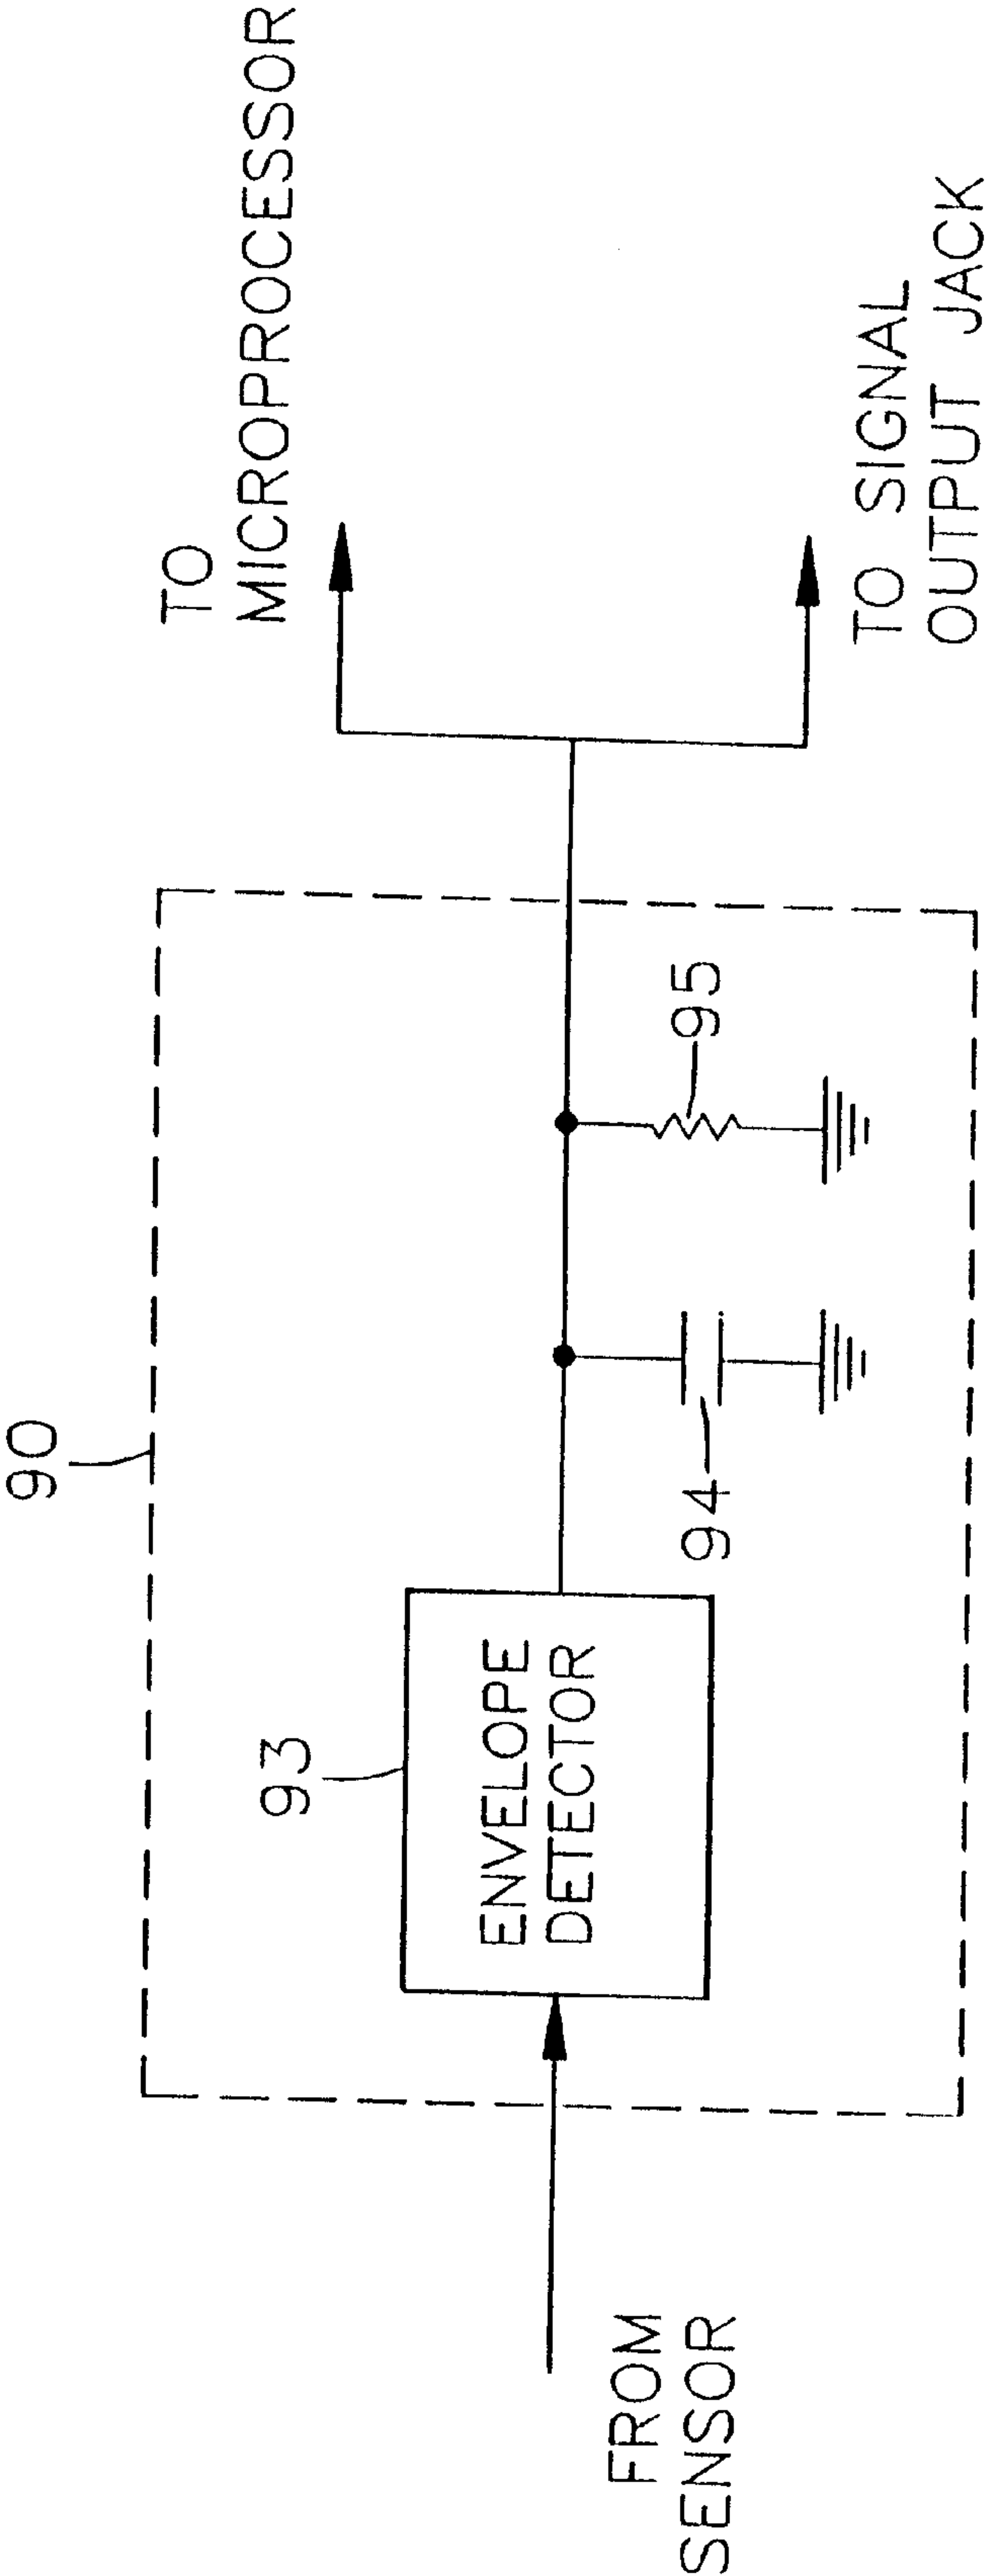 90
93
ENVELOPE
DETECTOR
94
95
FROM
SENSOR
TO
MICROPROCESSOR
TO SIGNAL
OUTPUT JACK